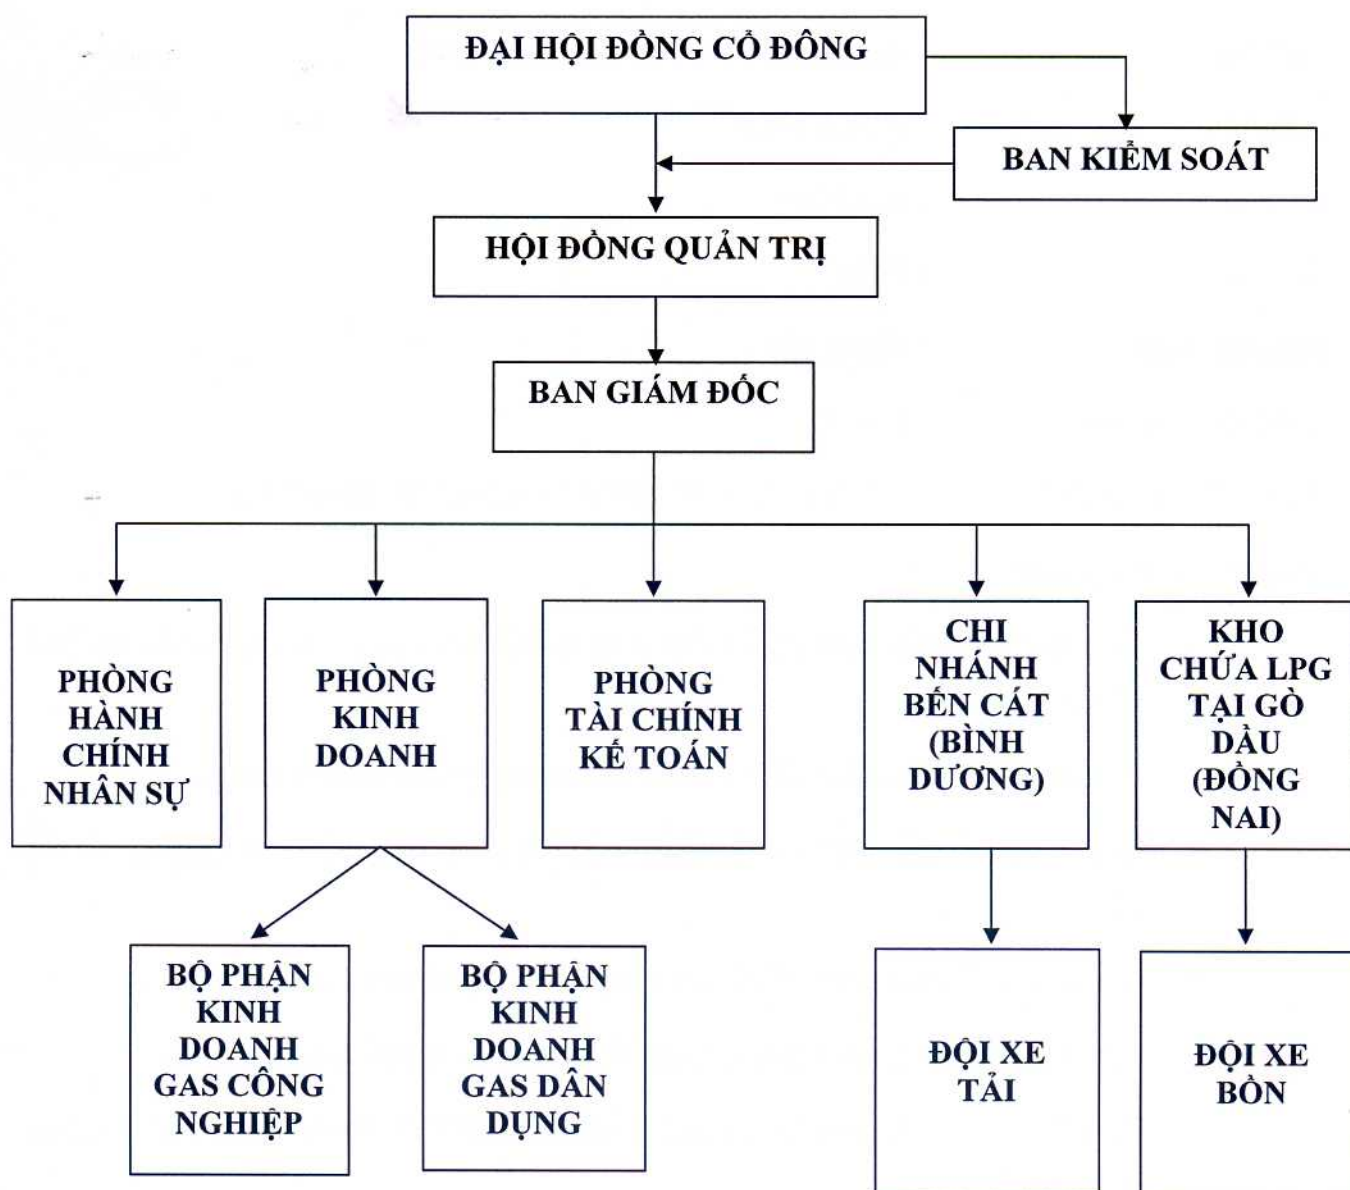 ĐẠI HỘI ĐỒNG CỔ ĐÔNG
BAN KIỂM SOÁT
HỘI ĐỒNG QUẢN TRỊ
BAN GIÁM ĐỐC
PHÒNG
HÀNH
CHÍNH
NHÂN SỰ
PHÒNG
KINH
DOANH
PHÒNG
TÀI CHÍNH
KẾ TOÁN
CHI
NHÁNH
BẾN CÁT
(BÌNH
DƯƠNG)
KHO
CHỨA LPG
TẠI GÒ
DẦU
(ĐỒNG
NAI)
BỘ PHẬN
KINH
DOANH
GAS CÔNG
NGHIỆP
BỘ PHẬN
KINH
DOANH
GAS DÂN
DỤNG
ĐỘI XE
TẢI
ĐỘI XE
BỒN